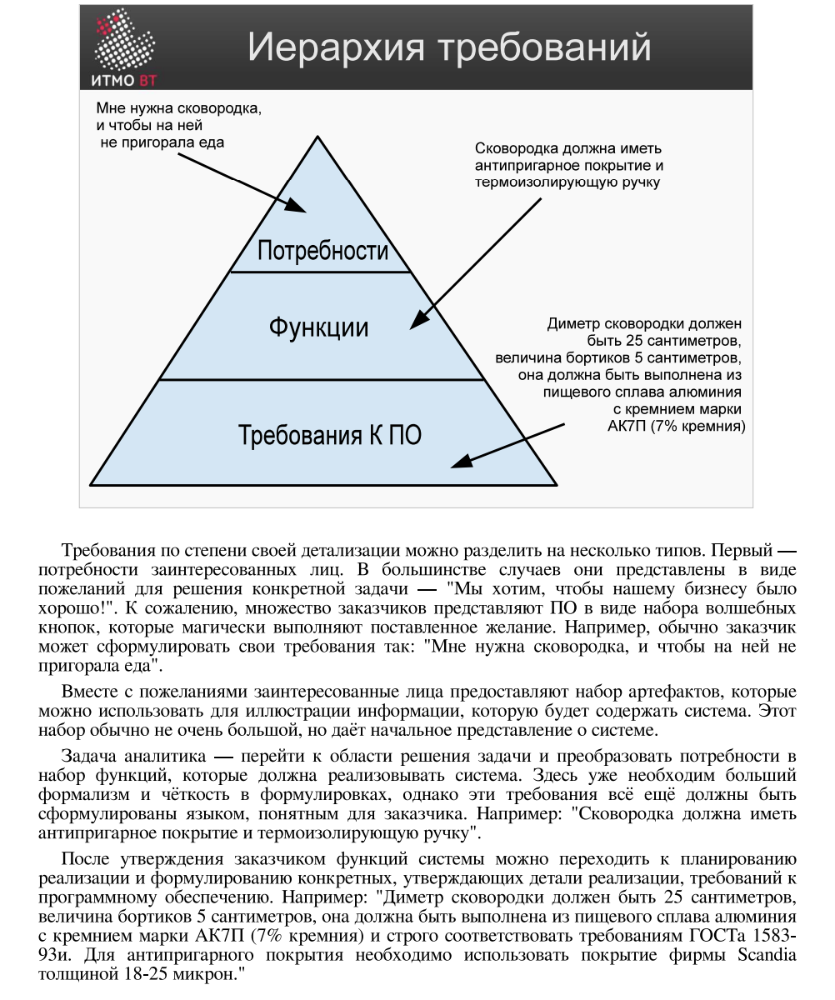 ИТМО ВТ
Иерархия требований
Мне нужна сковородка,
и чтобы на ней
не пригорала еда
Сковородка должна иметь
антипригарное покрытие и
термоизолирующую ручку
Потребности
Функции
Диметр сковородки должен
быть 25 сантиметров,
величина бортиков 5 сантиметров,
она должна быть выполнена из
пищевого сплава алюминия
с кремнием марки
АК7П (7% кремния)
Требования К ПО
Требования по степени своей детализации можно разделить на несколько типов. Первый —
потребности заинтересованных лиц. В большинстве случаев они представлены в виде
пожеланий для решения конкретной задачи — "Мы хотим, чтобы нашему бизнесу было
хорошо!". К сожалению, множество заказчиков представляют ПО в виде набора волшебных
кнопок, которые магически выполняют поставленное желание. Например, обычно заказчик
может сформулировать свои требования так: "Мне нужна сковородка, и чтобы на ней не
пригорала еда".
Вместе с пожеланиями заинтересованные лица предоставляют набор артефактов, которые
можно использовать для иллюстрации информации, которую будет содержать система. Этот
набор обычно не очень большой, но даёт начальное представление о системе.
Задача аналитика — перейти к области решения задачи и преобразовать потребности в
набор функций, которые должна реализовывать система. Здесь уже необходим больший
формализм и чёткость в формулировках, однако эти требования всё ещё должны быть
сформулированы языком, понятным для заказчика. Например: "Сковородка должна иметь
антипригарное покрытие и термоизолирующую ручку".
После утверждения заказчиком функций системы можно переходить к планированию
реализации и формулированию конкретных, утверждающих детали реализации, требований к
программному обеспечению. Например: "Диметр сковородки должен быть 25 сантиметров,
величина бортиков 5 сантиметров, она должна быть выполнена из пищевого сплава алюминия
с кремнием марки АК7П (7% кремния) и строго соответствовать требованиям ГОСТа 1583-
93и. Для антипригарного покрытия необходимо использовать покрытие фирмы Scandia
толщиной 18-25 микрон."